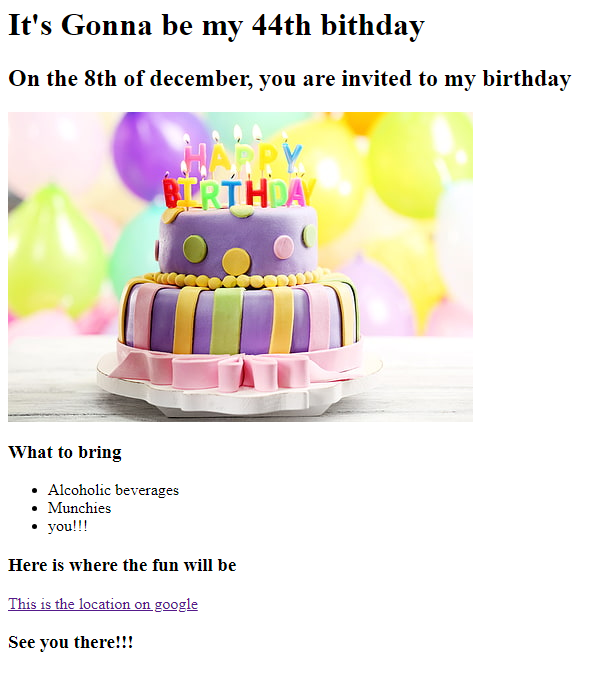 It's Gonna be my 44th bithday
On the 8th of december, you are invited to my birthday
HAPPY
BIRTHDAY
What to bring
Alcoholic beverages
Munchies
you!!!
Here is where the fun will be
This is the location on google
See you there!!!